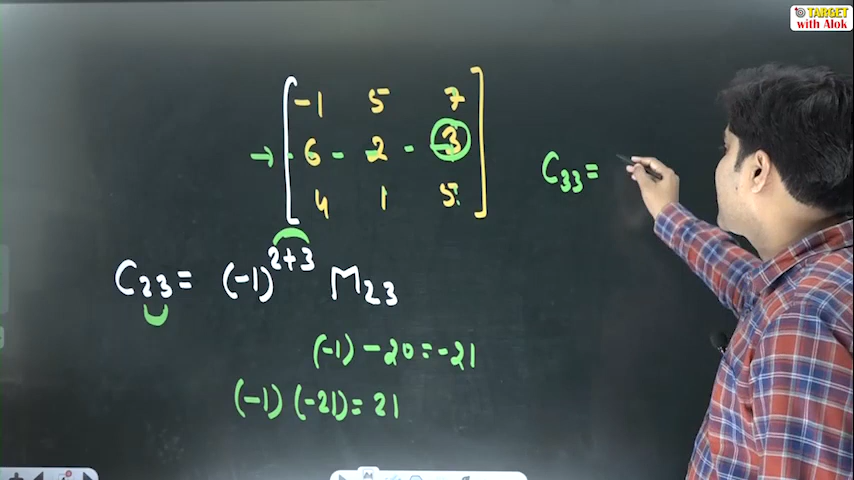 TARGET
with Alok
-1 5 7
→ 6 - 2 - 3
4 1 5
C33 =
C23 = (-1)^2+3 M23
(-1) - 20 = -21
(-1) (-21) = 21